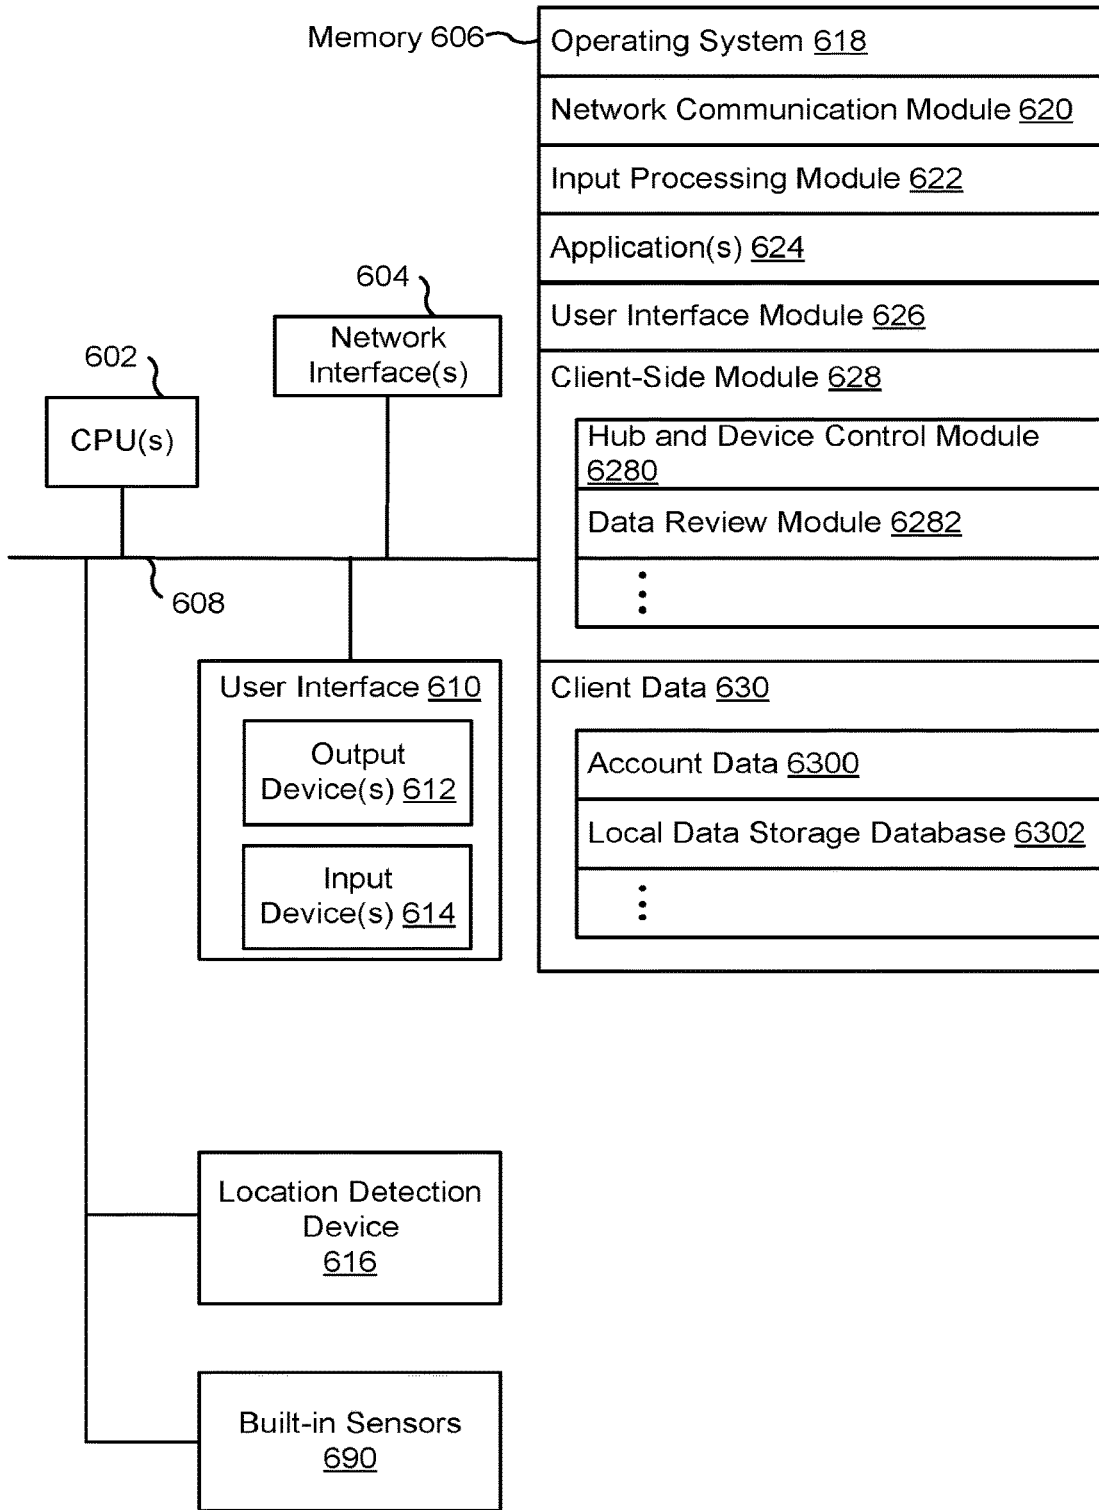 Memory 606
Operating System 618
Network Communication Module 620
Input Processing Module 622
Application(s) 624
User Interface Module 626
Client-Side Module 628
Hub and Device Control Module
6280
Data Review Module 6282
Client Data 630
Account Data 6300
Local Data Storage Database 6302
604
Network
Interface(s)
602
CPU(s)
608
User Interface 610
Output
Device(s) 612
Input
Device(s) 614
Location Detection
Device
616
Built-in Sensors
690